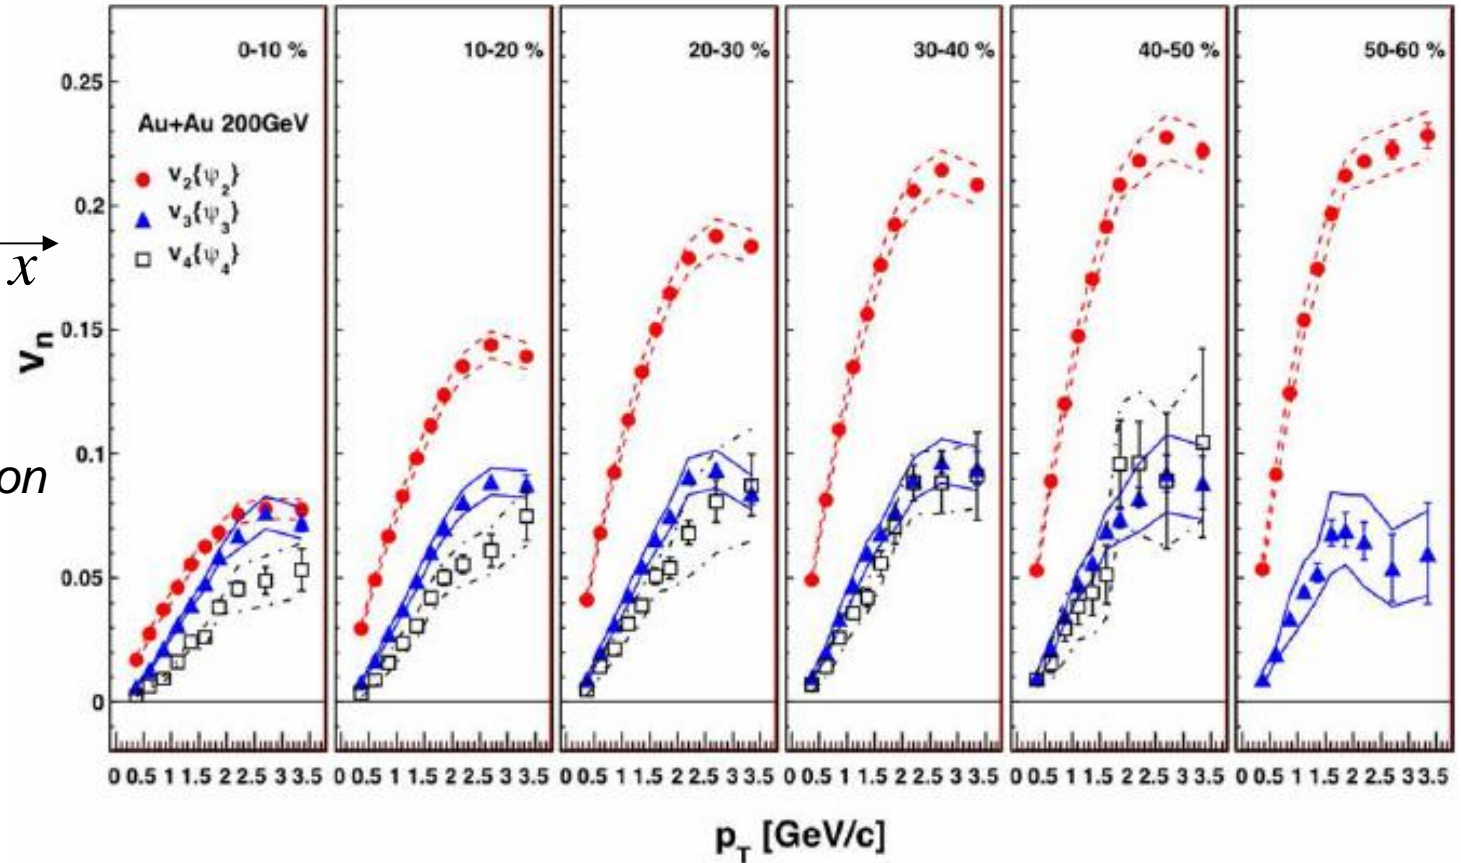 0-10 % 10-20 % 20-30 % 30-40 % 40-50 % 50-60 %
0.25
Au+Au 200GeV
v2{ψ2}
0.2
v3{ψ3}
v4{ψ4}
x
0.15
vn
0.1
on
0.05
0
0 0.5 1 1.5 2 2.5 3 3.5 0 0.5 1 1.5 2 2.5 3 3.5 0 0.5 1 1.5 2 2.5 3 3.5 0 0.5 1 1.5 2 2.5 3 3.5 0 0.5 1 1.5 2 2.5 3 3.5 0 0.5 1 1.5 2 2.5 3 3.5
pT [GeV/c]